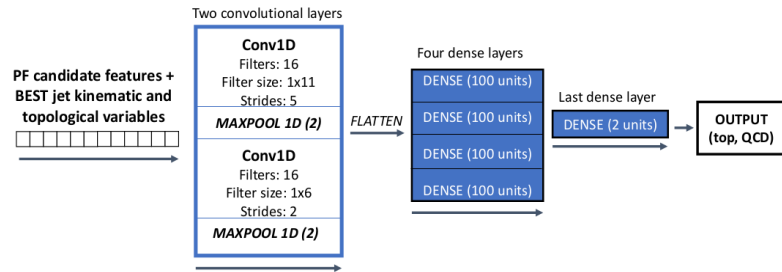 Two convolutional layers
PF candidate features +
BEST jet kinematic and
topological variables
Conv1D
Filters: 16
Filter size: 1x11
Strides: 5
MAXPOOL 1D (2)
Conv1D
Filters: 16
Filter size: 1x6
Strides: 2
MAXPOOL 1D (2)
FLATTEN
Four dense layers
DENSE (100 units)
DENSE (100 units)
DENSE (100 units)
DENSE (100 units)
Last dense layer
DENSE (2 units)
OUTPUT
(top, QCD)